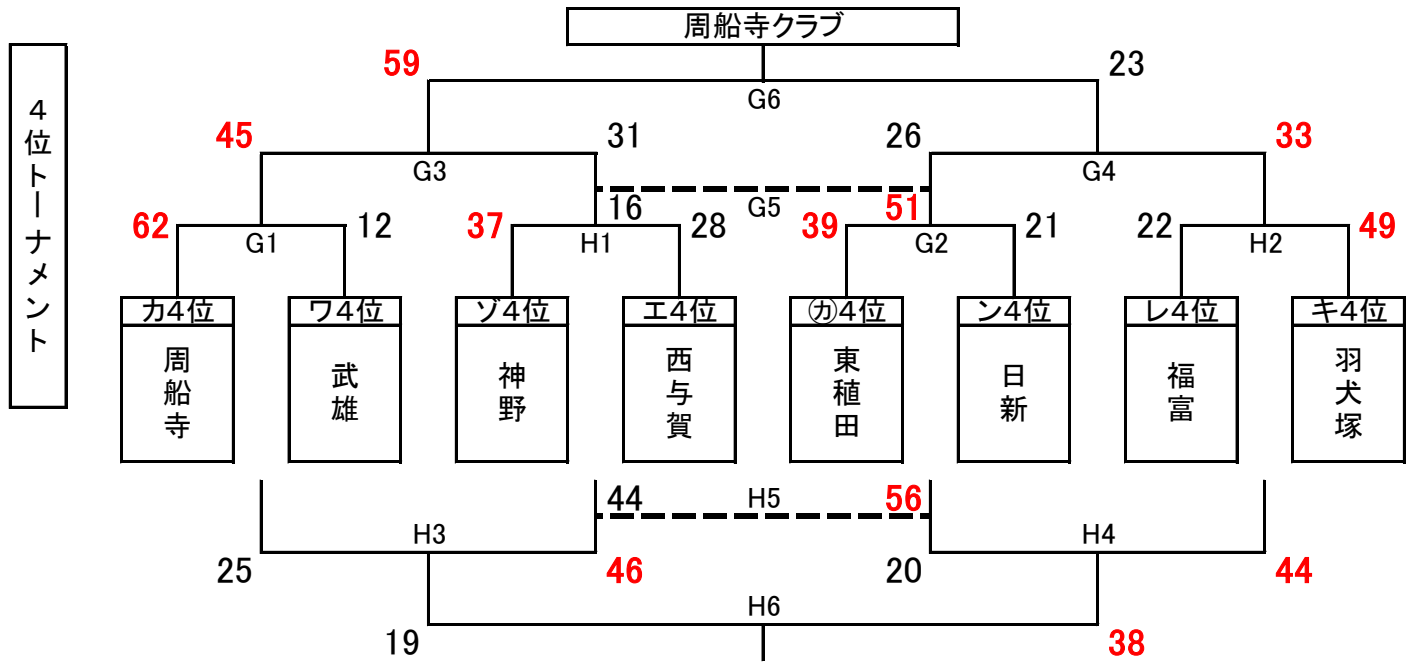 周船寺クラブ
4位トーナメント
59 23
G6
45 31 26 33
G3 G4
16 G5 51
62 12 37 28 39 21 22 49
G1 H1 G2 H2
カ4位 ワ4位 ゾ4位 エ4位 ㋕4位 ン4位 レ4位 キ4位
周船寺 武雄 神野 西与賀 東稙田 日新 福富 羽犬塚
44 H5 56
H3 H4
25 46 20 44
H6
19 38